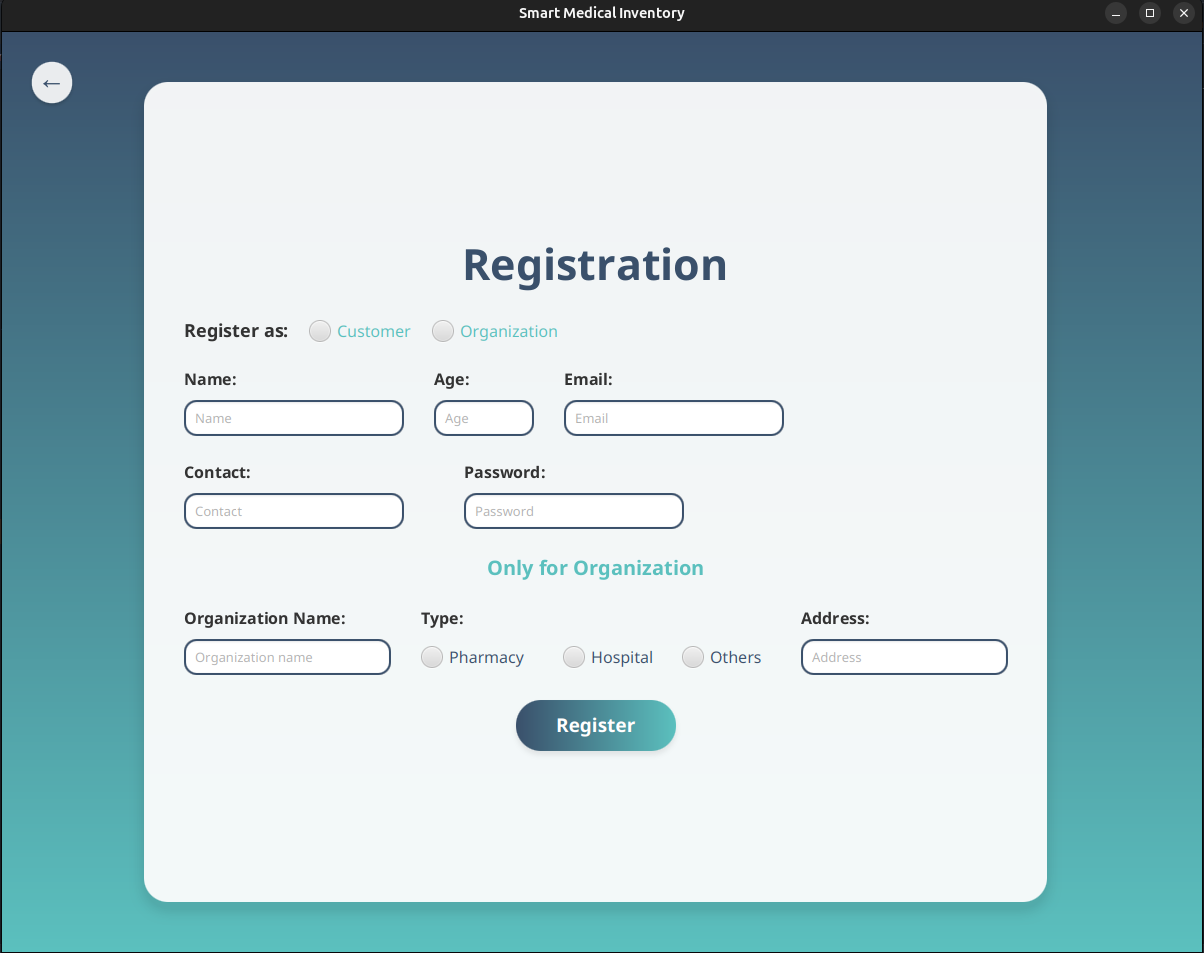 Smart Medical Inventory
←
Registration
Register as: Customer Organization
Name: Age: Email:
Name Age Email
Contact: Password:
Contact Password
Only for Organization
Organization Name: Type: Address:
Organization name Pharmacy Hospital Others Address
Register